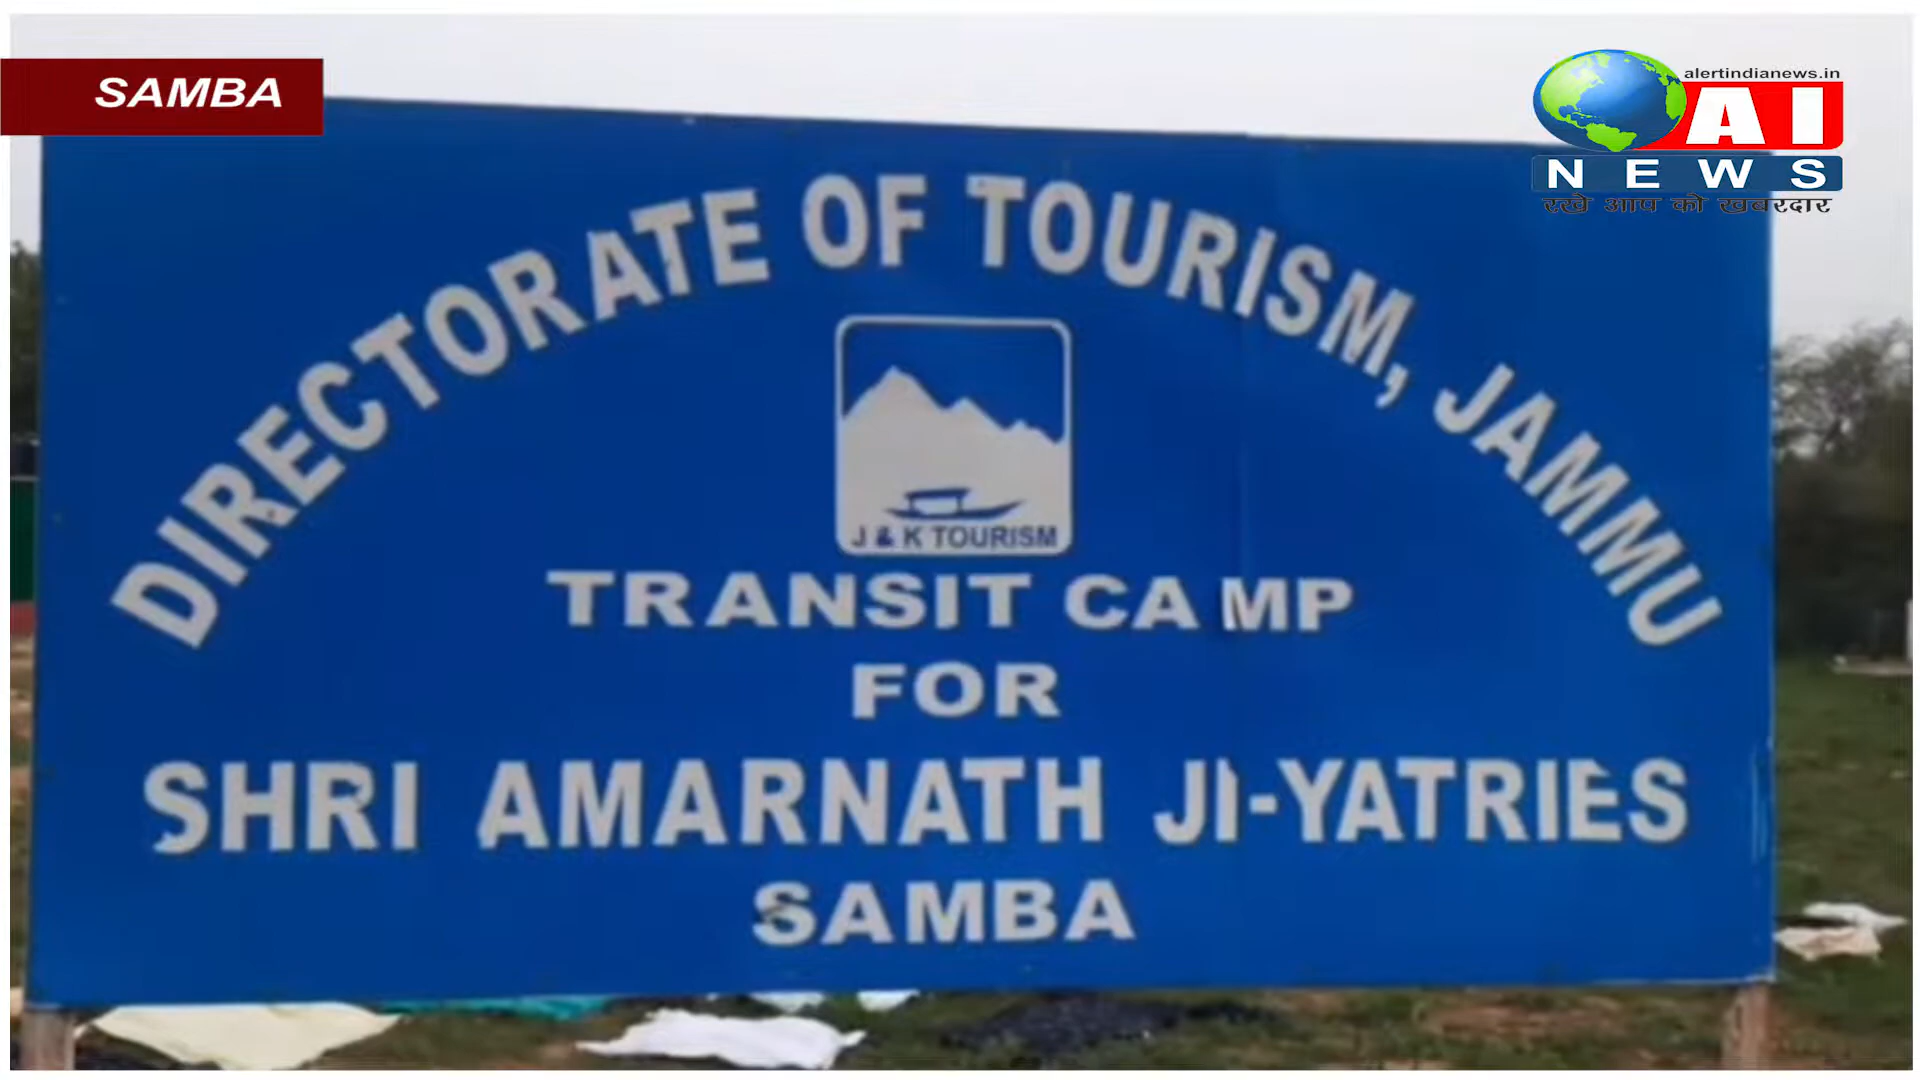 SAMBA
alertindianews.in
AI
NEWS
रखे आप को खबरदार
DIRECTORATE OF TOURISM, JAMMU
J & K TOURISM
TRANSIT CAMP
FOR
SHRI AMARNATH JI-YATRIES
SAMBA